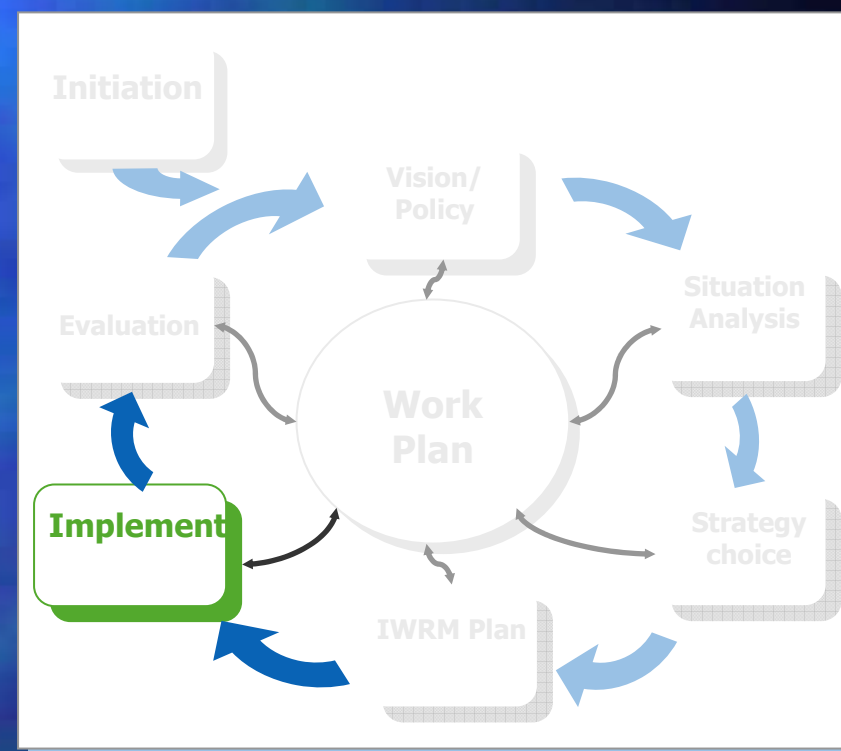 Initiation
Vision/
Policy
Situation
Analysis
Evaluation
Work
Plan
Implement
Strategy
choice
IWRM Plan